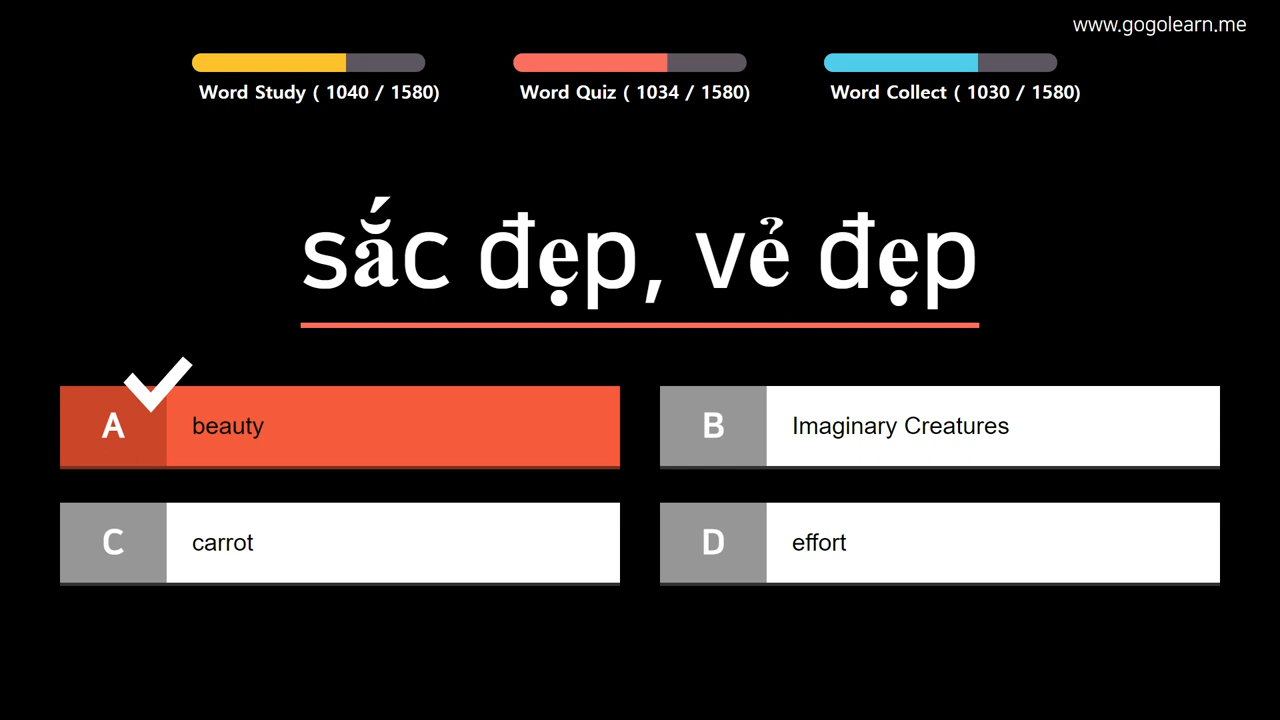 www.gogolearn.me
Word Study ( 1040 / 1580)
Word Quiz ( 1034 / 1580)
Word Collect ( 1030 / 1580)
sắc đẹp, vẻ đẹp
A beauty
B Imaginary Creatures
C carrot
D effort